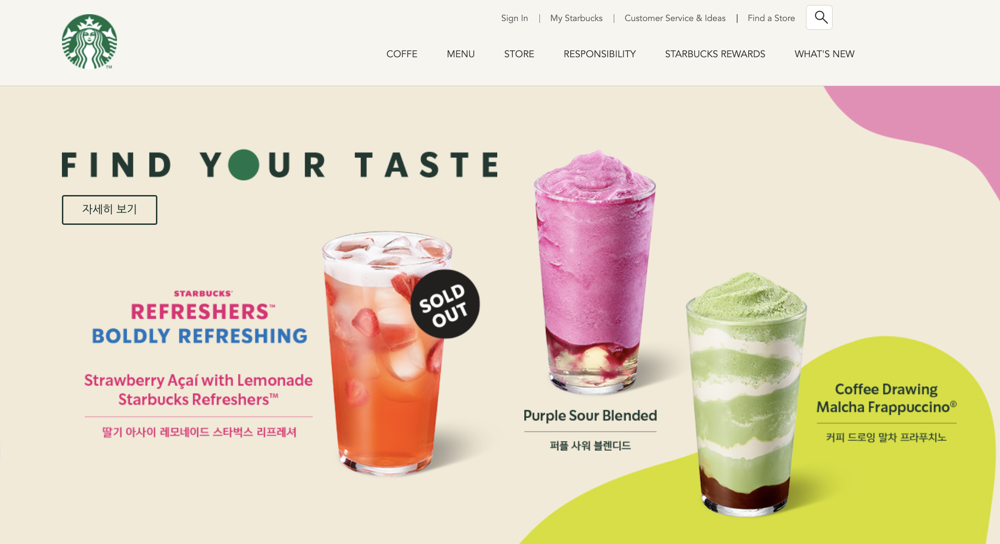 Sign In | My Starbucks | Customer Service & Ideas | Find a Store
COFFE MENU STORE RESPONSIBILITY STARBUCKS REWARDS WHAT'S NEW
TM
FIND YOUR TASTE
자세히 보기
SOLD
OUT
STARBUCKS®
REFRESHERS™
BOLDLY REFRESHING
Strawberry Açaí with Lemonade
Starbucks Refreshers™
딸기 아사이 레모네이드 스타벅스 리프레셔
Purple Sour Blended
퍼플 사워 블렌디드
Coffee Drawing
Malcha Frappuccino®
커피 드로잉 말차 프라푸치노